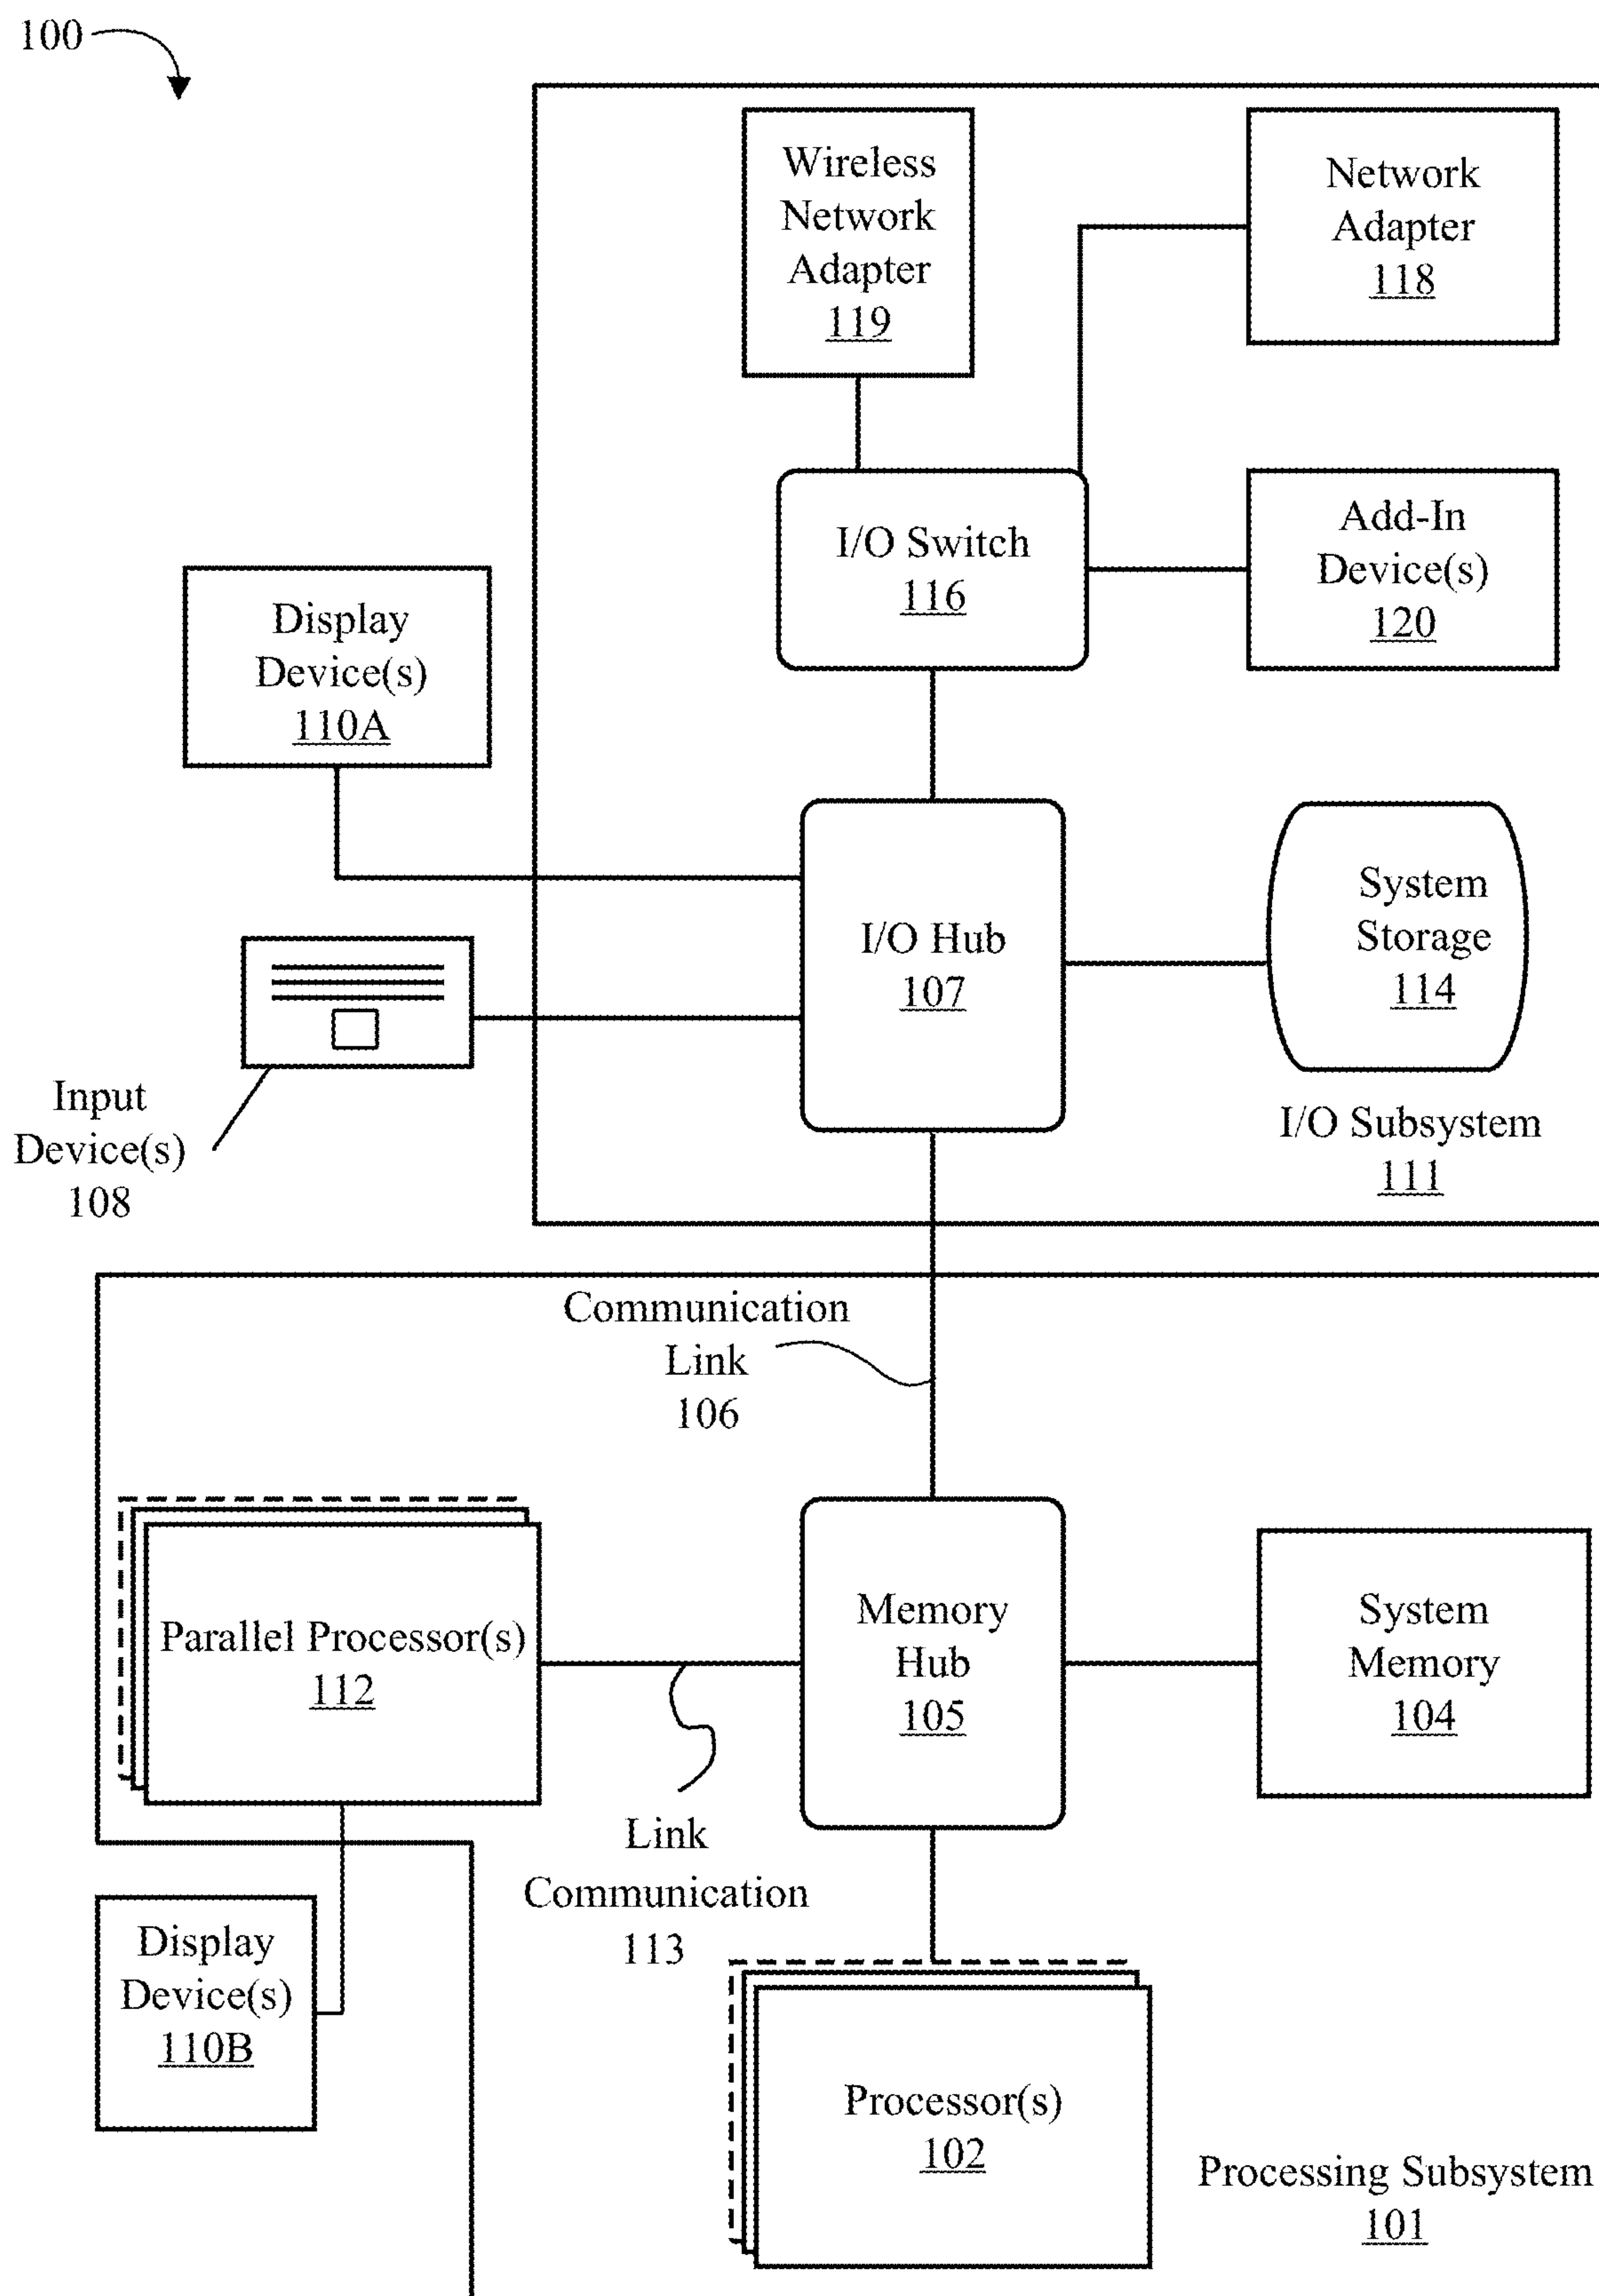 100
Wireless
Network
Adapter
119
Network
Adapter
118
I/O Switch
116
Add-In
Device(s)
120
Display
Device(s)
110A
I/O Hub
107
System
Storage
114
Input
Device(s)
108
I/O Subsystem
111
Communication
Link
106
Parallel Processor(s)
112
Memory
Hub
105
System
Memory
104
Link
Communication
113
Display
Device(s)
110B
Processor(s)
102
Processing Subsystem
101